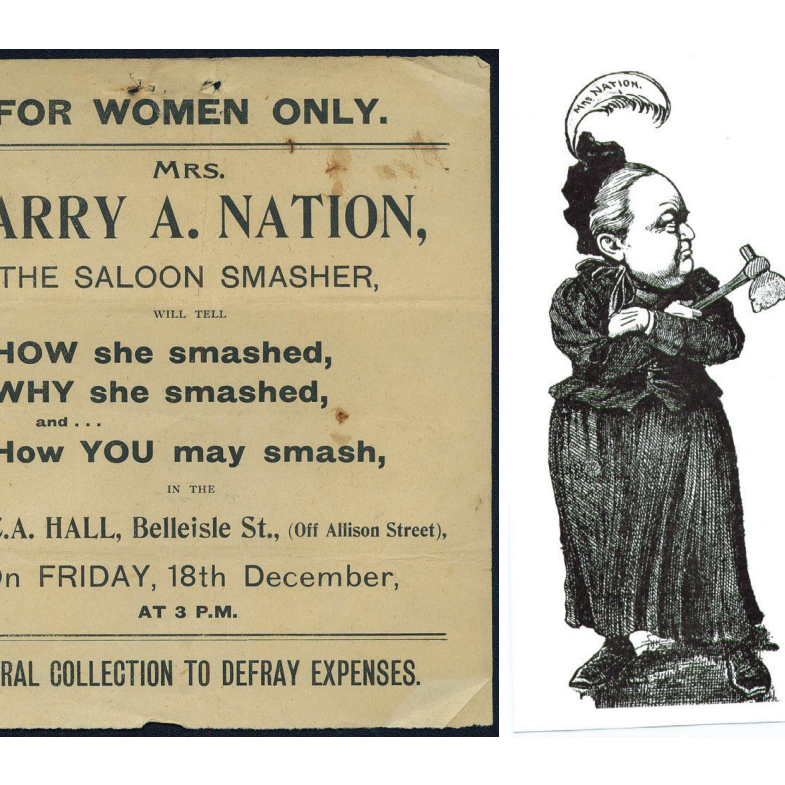 FOR WOMEN ONLY.
MRS.
ARRY A. NATION,
THE SALOON SMASHER,
WILL TELL
HOW she smashed,
WHY she smashed,
and . . .
How YOU may smash,
IN THE
.A. HALL, Belleisle St., (Off Allison Street),
On FRIDAY, 18th December,
AT 3 P.M.
RAL COLLECTION TO DEFRAY EXPENSES.
MRS. NATION.